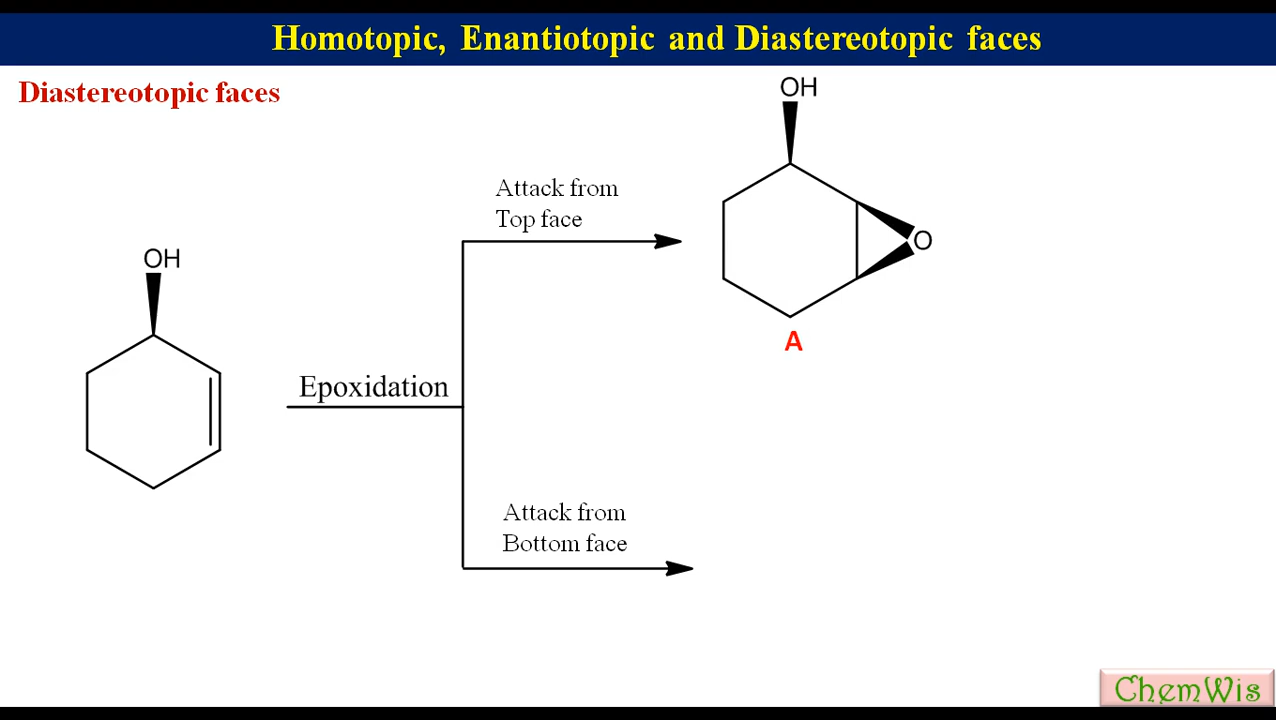 Homotopic, Enantiotopic and Diastereotopic faces
Diastereotopic faces
OH
Attack from
Top face
O
A
OH
Epoxidation
Attack from
Bottom face
ChemWis